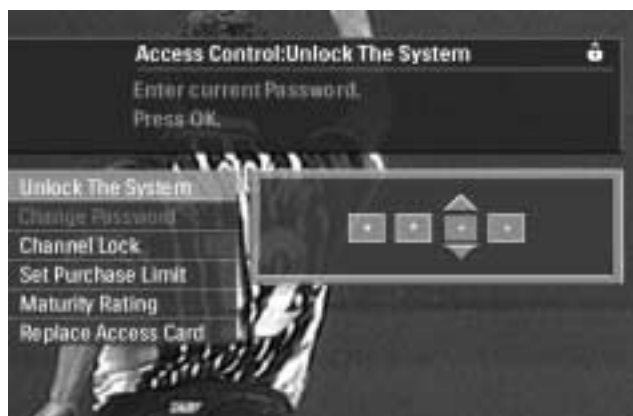 Access Control:Unlock The System
Enter current Password.
Press OK.
Unlock The System
Change Password
Channel Lock
Set Purchase Limit
Maturity Rating
Replace Access Card